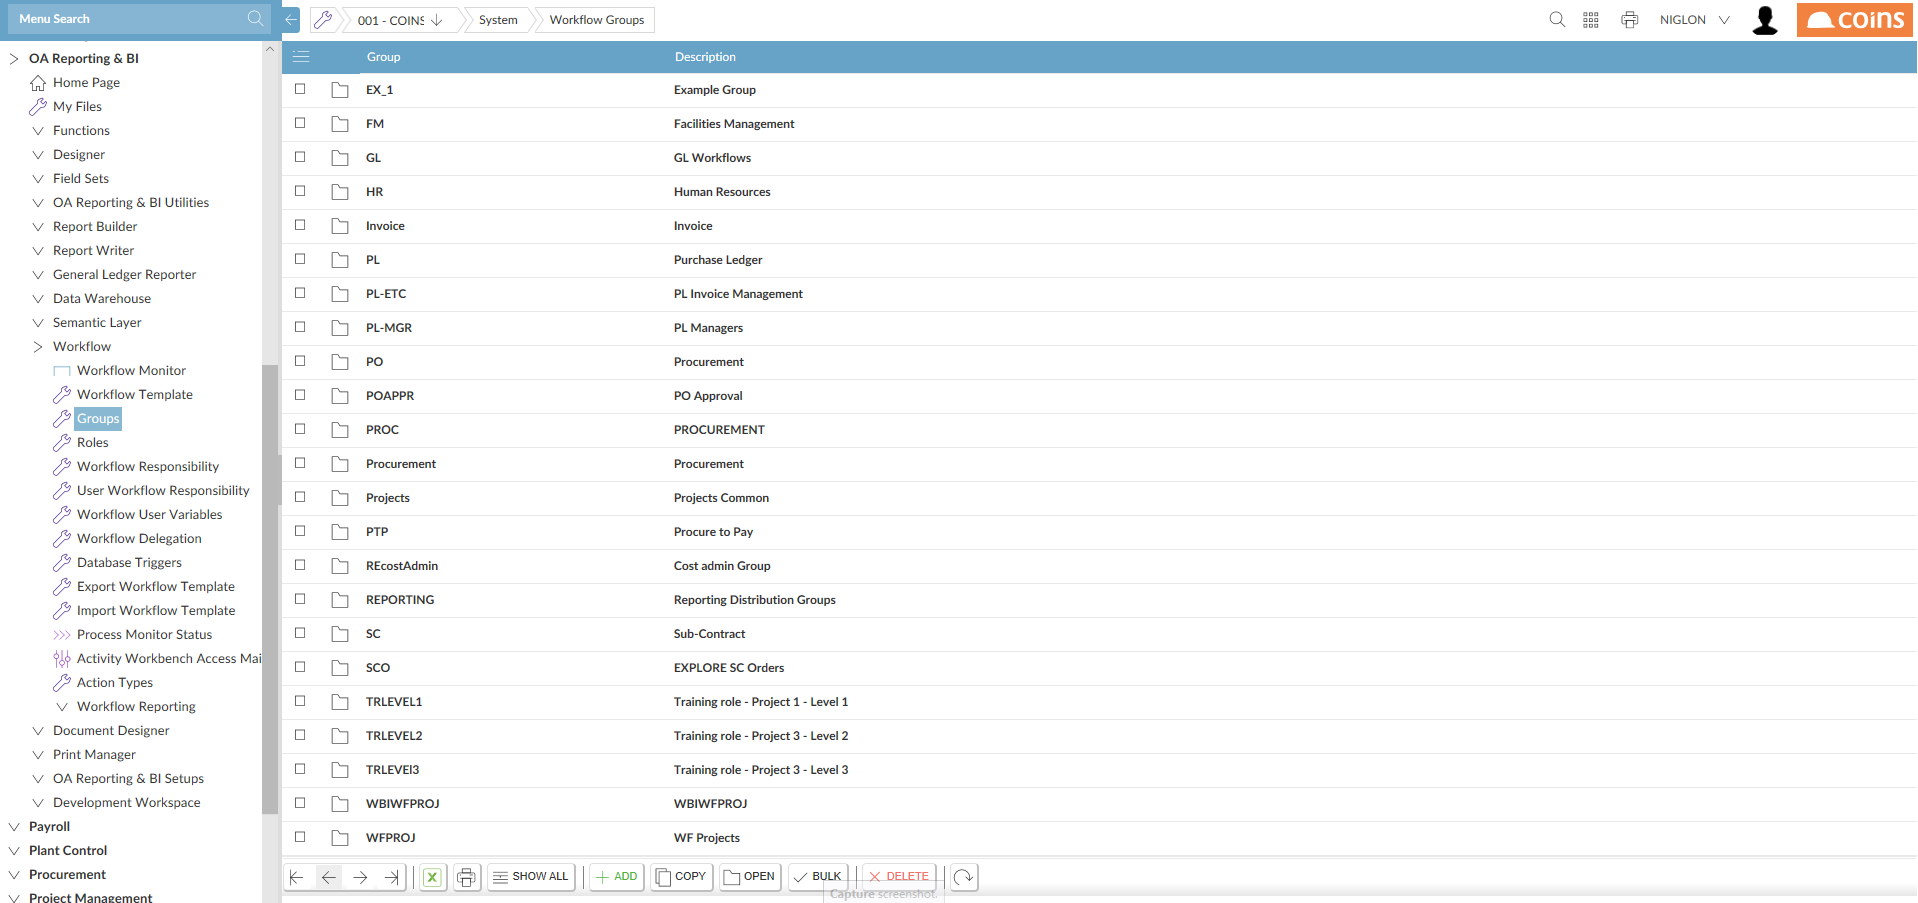 Menu Search
001 - COINS
System
Workflow Groups
NIGLON
coins
OA Reporting & BI
Home Page
My Files
Functions
Designer
Field Sets
OA Reporting & BI Utilities
Report Builder
Report Writer
General Ledger Reporter
Data Warehouse
Semantic Layer
Workflow
Workflow Monitor
Workflow Template
Groups
Roles
Workflow Responsibility
User Workflow Responsibility
Workflow User Variables
Workflow Delegation
Database Triggers
Export Workflow Template
Import Workflow Template
Process Monitor Status
Activity Workbench Access Mai
Action Types
Workflow Reporting
Document Designer
Print Manager
OA Reporting & BI Setups
Development Workspace
Payroll
Plant Control
Procurement
Project Management
Group Description
EX_1 Example Group
FM Facilities Management
GL GL Workflows
HR Human Resources
Invoice Invoice
PL Purchase Ledger
PL-ETC PL Invoice Management
PL-MGR PL Managers
PO Procurement
POAPPR PO Approval
PROC PROCUREMENT
Procurement Procurement
Projects Projects Common
PTP Procure to Pay
REcostAdmin Cost admin Group
REPORTING Reporting Distribution Groups
SC Sub-Contract
SCO EXPLORE SC Orders
TRLEVEL1 Training role - Project 1 - Level 1
TRLEVEL2 Training role - Project 3 - Level 2
TRLEVEl3 Training role - Project 3 - Level 3
WBIWFPROJ WBIWFPROJ
WFPROJ WF Projects
SHOW ALL ADD COPY OPEN BULK DELETE
Capture screenshot.